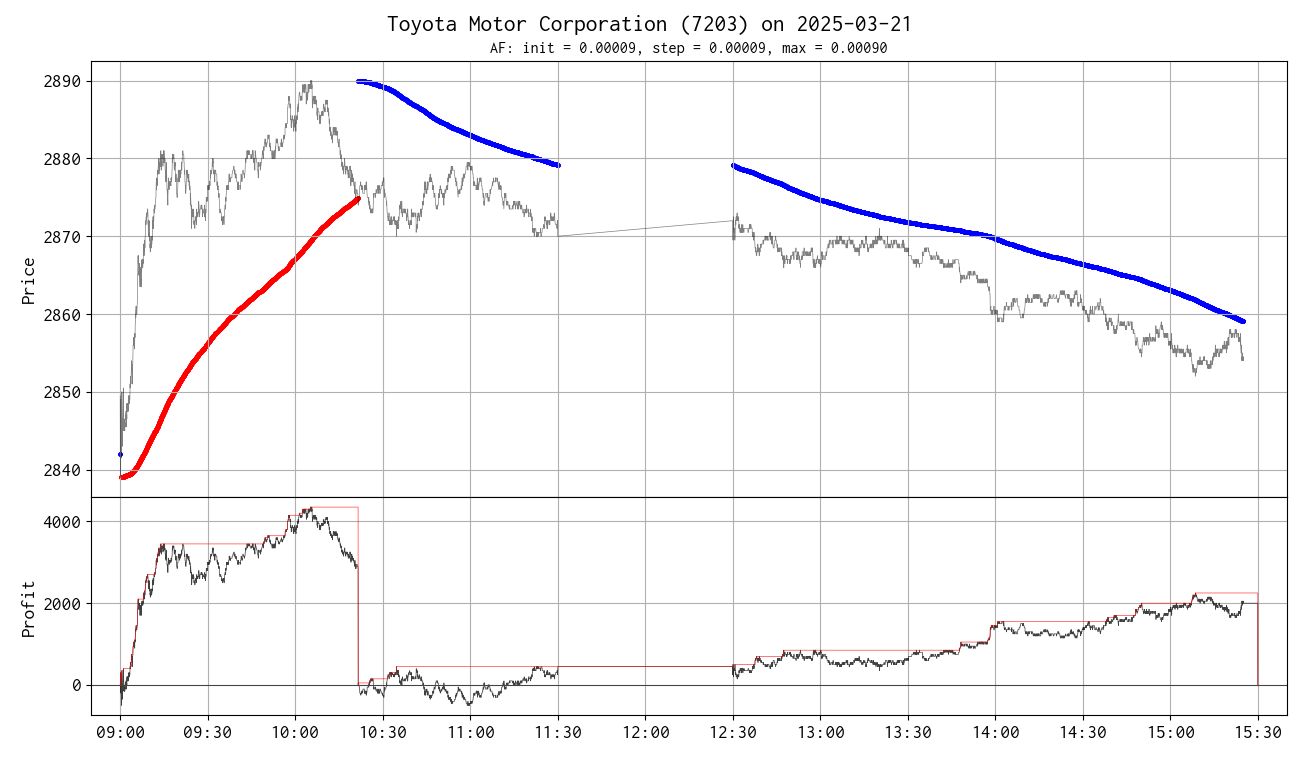 Toyota Motor Corporation (7203) on 2025-03-21
AF: init = 0.00009, step = 0.00009, max = 0.00090
Price
2890
2880
2870
2860
2850
2840
Profit
4000
2000
0
09:00 09:30 10:00 10:30 11:00 11:30 12:00 12:30 13:00 13:30 14:00 14:30 15:00 15:30